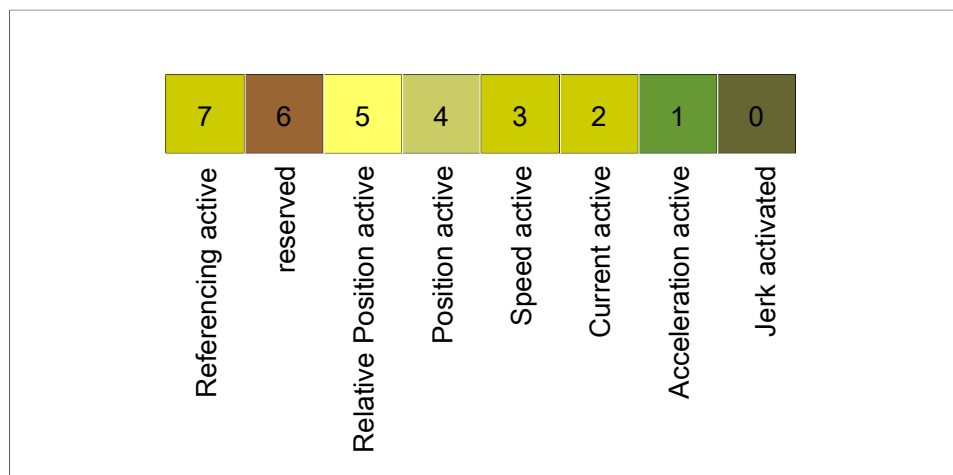 7 6 5 4 3 2 1 0
Referencing active
reserved
Relative Position active
Position active
Speed active
Current active
Acceleration active
Jerk activated